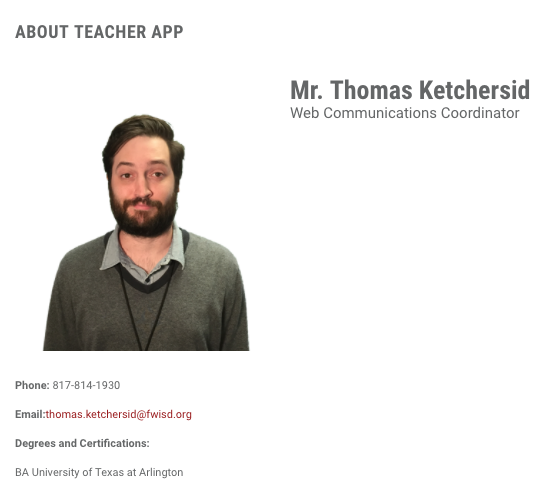 ABOUT TEACHER APP
Mr. Thomas Ketchersid
Web Communications Coordinator
Phone: 817-814-1930
Email:thomas.ketchersid@fwisd.org
Degrees and Certifications:
BA University of Texas at Arlington